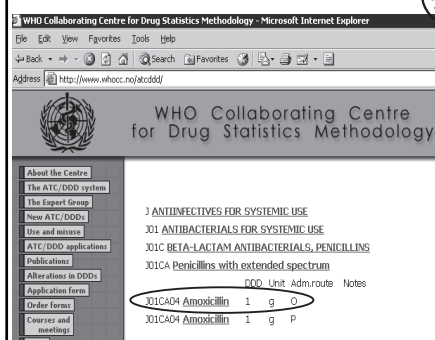 WHO Collaborating Centre for Drug Statistics Methodology - Microsoft Internet Explorer
File Edit View Favorites Tools Help
Back Search Favorites
Address http://www.whocc.no/atcddd/
WHO Collaborating Centre
for Drug Statistics Methodology
About the Centre
The ATC/DDD system
The Expert Group
New ATC/DDDs
Use and misuse
ATC/DDD applications
Publications
Alterations in DDDs
Application form
Order forms
Courses and
meetings
J ANTIINFECTIVES FOR SYSTEMIC USE
J01 ANTIBACTERIALS FOR SYSTEMIC USE
J01C BETA-LACTAM ANTIBACTERIALS, PENICILLINS
J01CA Penicillins with extended spectrum
DDD Unit Adm.route Notes
J01CA04 Amoxicillin 1 g O
J01CA04 Amoxicillin 1 g P